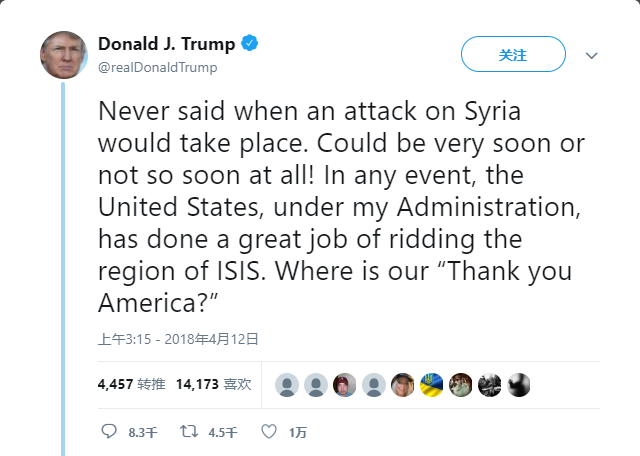 Donald J. Trump
@realDonaldTrump
关注
Never said when an attack on Syria
would take place. Could be very soon or
not so soon at all! In any event, the
United States, under my Administration,
has done a great job of ridding the
region of ISIS. Where is our “Thank you
America?”
上午3:15 - 2018年4月12日
4,457 转推 14,173 喜欢
8.3千 4.5千 1万